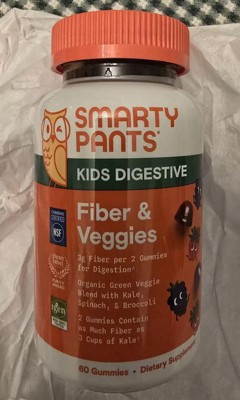 SMARTY
PANTS®
KIDS DIGESTIVE
Fiber &
Veggies
3g Fiber per 2 Gummies
for Digestion^
Organic Green Veggie
Blend with Kale,
Spinach, & Broccoli
2 Gummies Contain
as Much Fiber as
3 Cups of Kale
NSF
60 Gummies • Dietary Supplement